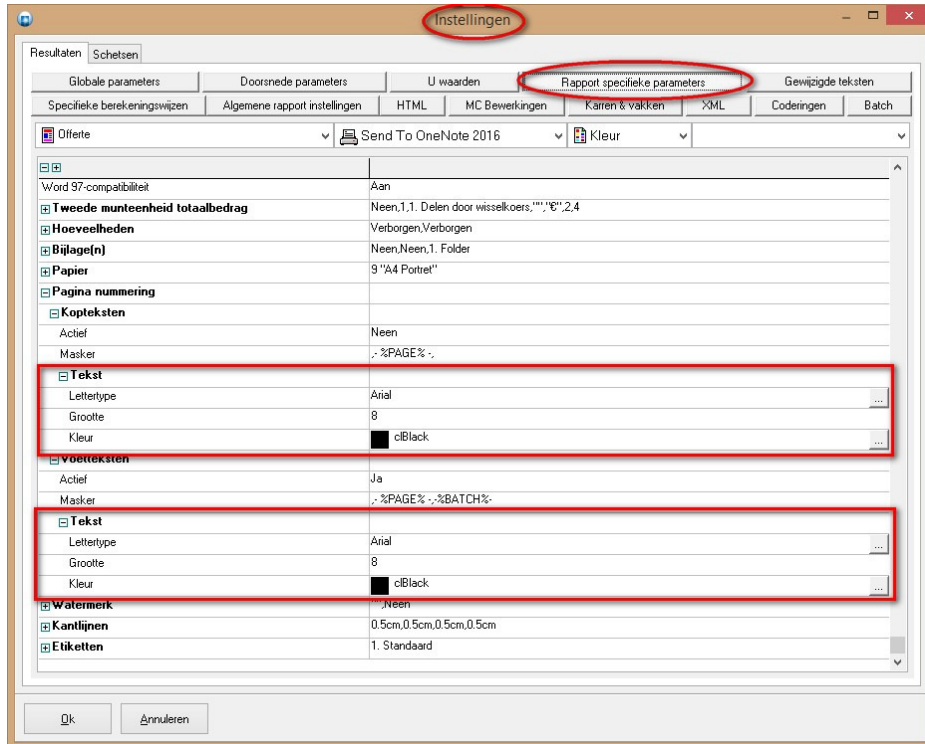 Instellingen
Resultaten Schetsen
Globale parameters Doorsnede parameters U waarden Rapport specifieke parameters Gewijzigde teksten
Specifieke berekeningswijzen Algemene rapport instellingen HTML MC Bewerkingen Karren & vakken XML Coderingen Batch
Offerte Send To OneNote 2016 Kleur
Word 97-compatibiliteit Aan
Tweede munteenheid totaalbedrag Neen,1,1. Delen door wisselkoers,"","€",2,4
Hoeveelheden Verborgen,Verborgen
Bijlage(n) Neen,Neen,1. Folder
Papier 9 "A4 Portret"
Pagina nummering
Kopteksten
Actief Neen
Masker ,- %PAGE% -,
Tekst
Lettertype Arial ...
Grootte 8
Kleur clBlack ...
Voetteksten
Actief Ja
Masker ,- %PAGE% -,-%BATCH%-
Tekst
Lettertype Arial ...
Grootte 8
Kleur clBlack ...
Watermerk "",Neen
Kantlijnen 0.5cm,0.5cm,0.5cm,0.5cm
Etiketten 1. Standaard
Ok Annuleren